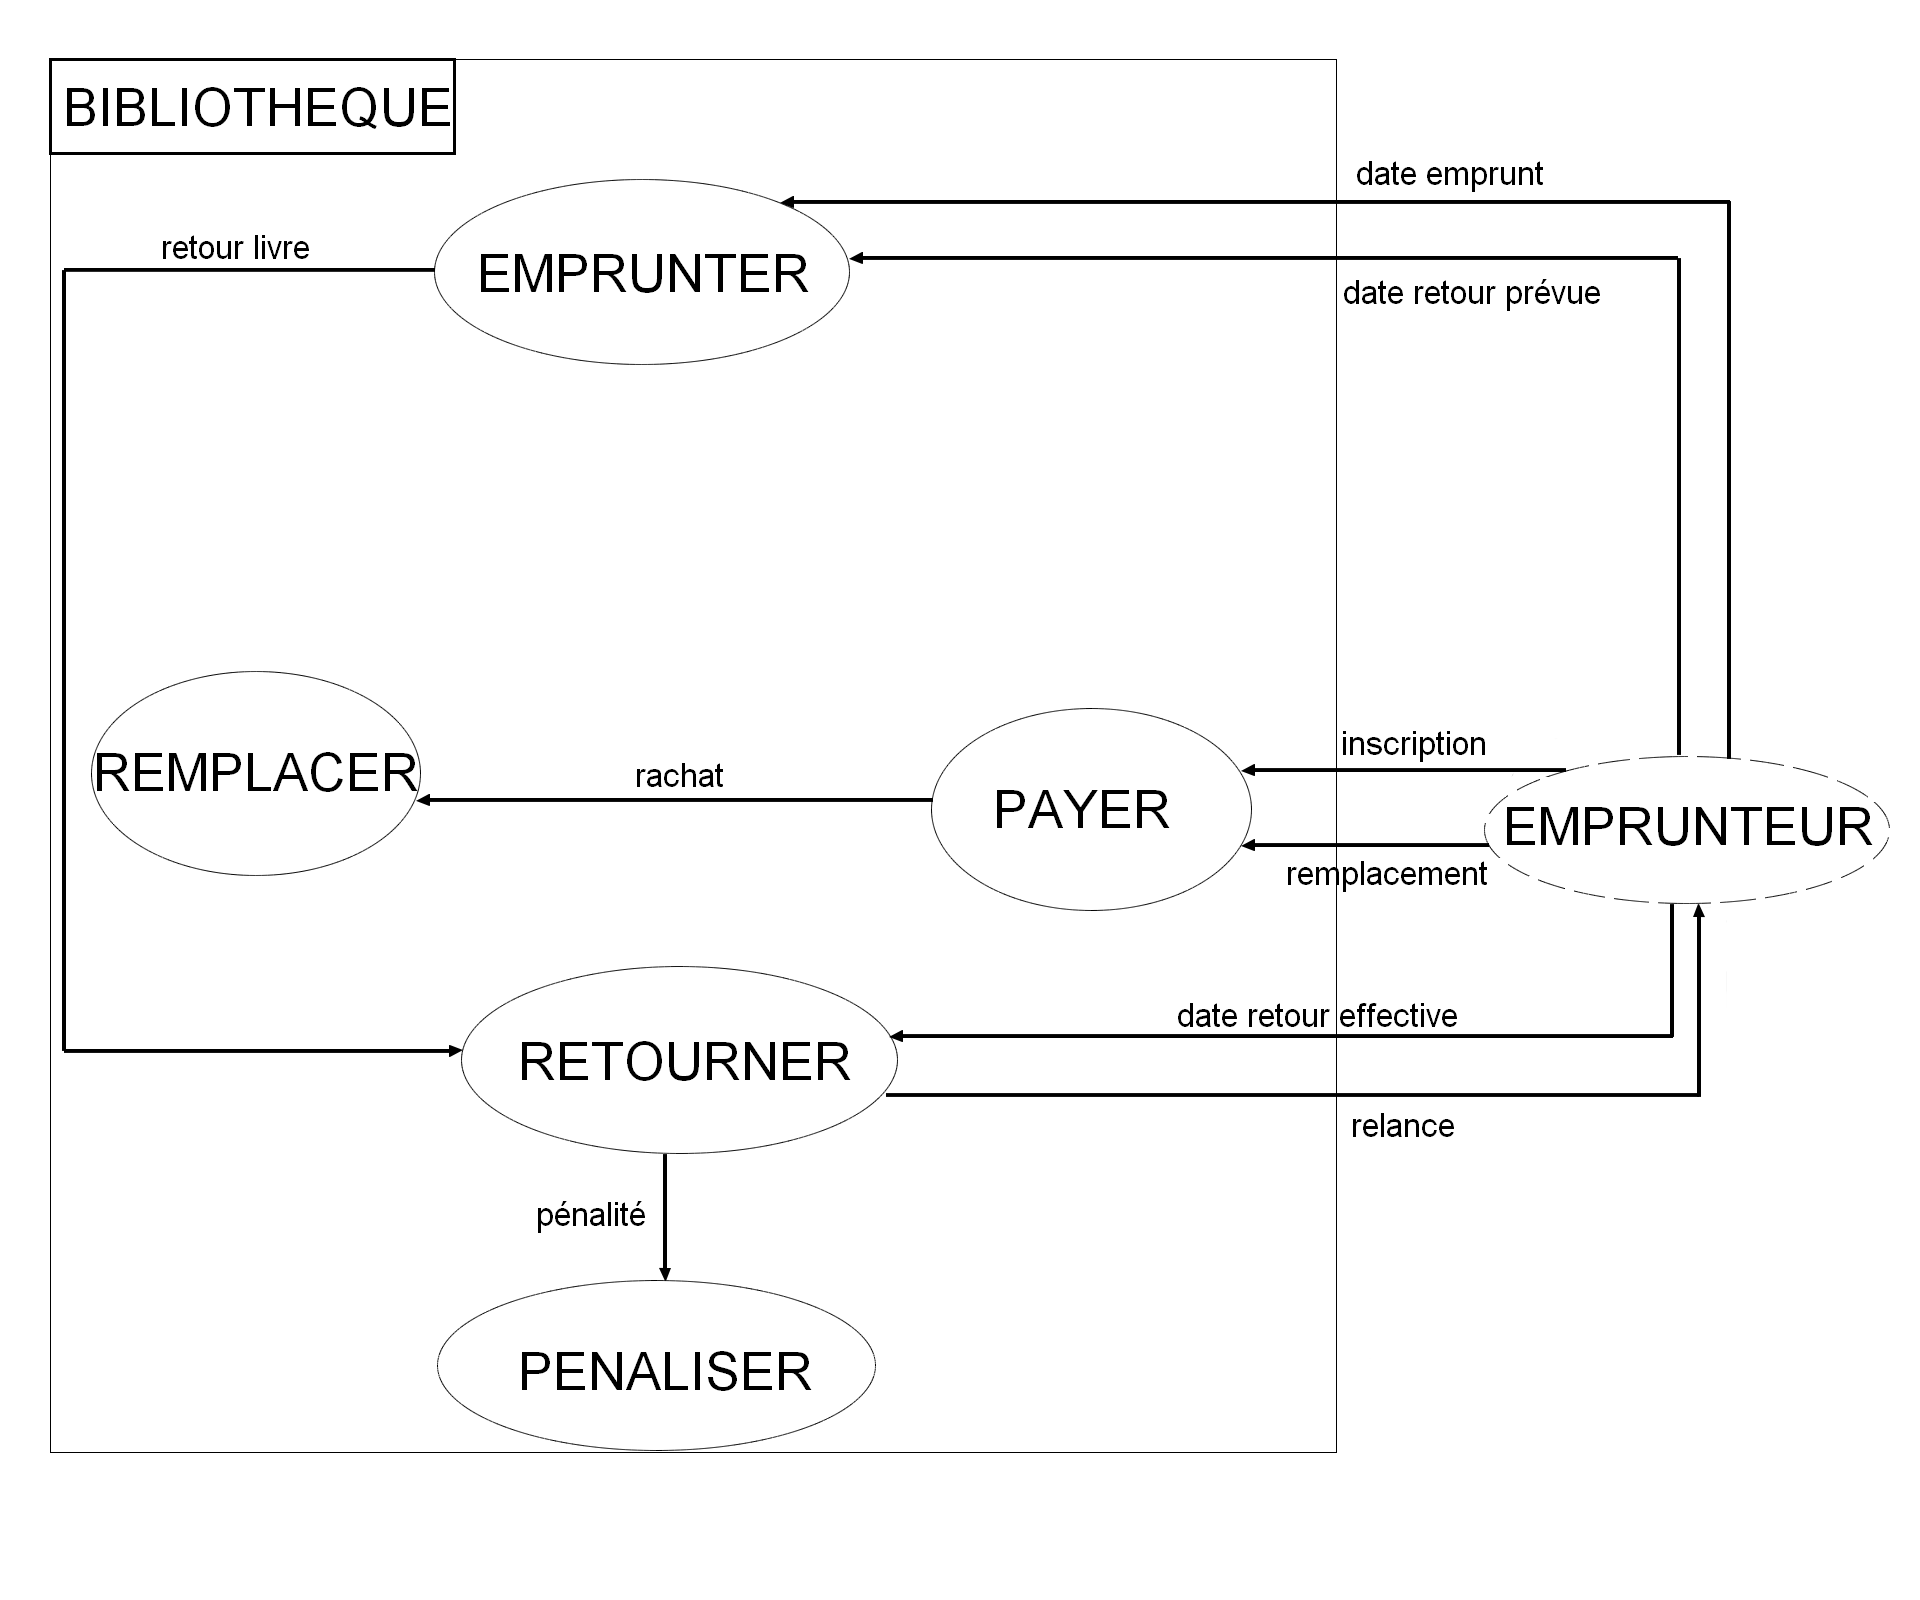 BIBLIOTHEQUE
date emprunt
retour livre
EMPRUNTER
date retour prévue
inscription
REMPLACER
rachat
PAYER
EMPRUNTEUR
remplacement
date retour effective
RETOURNER
relance
pénalité
PENALISER